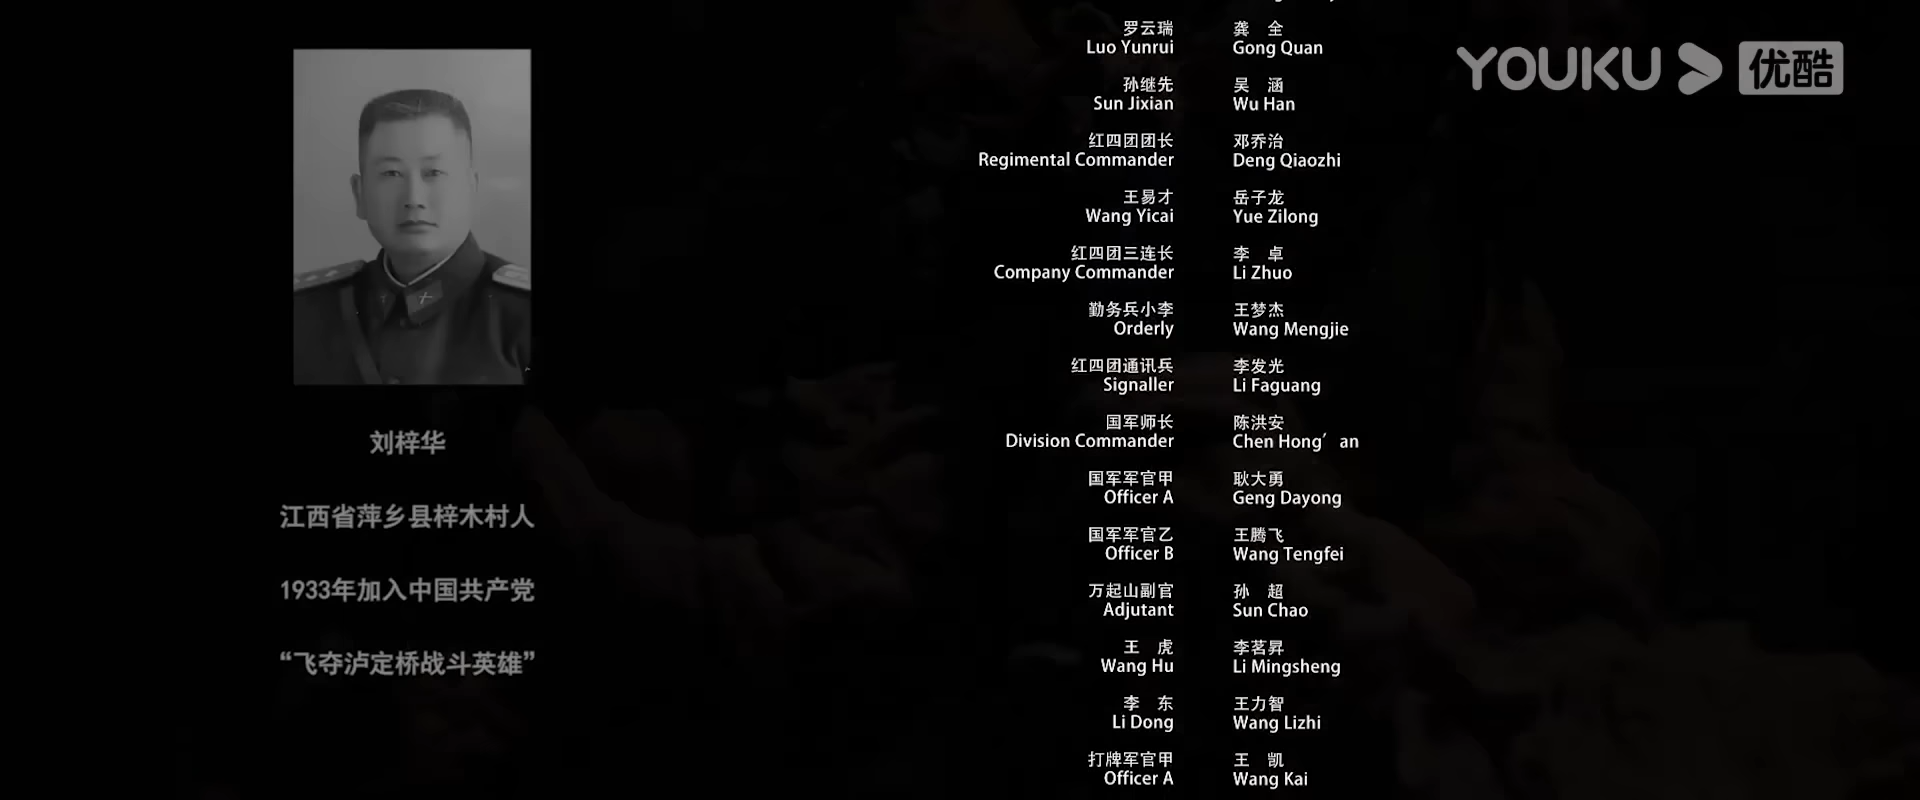 刘梓华
江西省萍乡县梓木村人
1933年加入中国共产党
“飞夺泸定桥战斗英雄”
罗云瑞 龚 全
Luo Yunrui Gong Quan
孙继先 吴 涵
Sun Jixian Wu Han
红四团团长 邓乔治
Regimental Commander Deng Qiaozhi
王易才 岳子龙
Wang Yicai Yue Zilong
红四团三连长 李 卓
Company Commander Li Zhuo
勤务兵小李 王梦杰
Orderly Wang Mengjie
红四团通讯兵 李发光
Signaller Li Faguang
国军师长 陈洪安
Division Commander Chen Hong’an
国军军官甲 耿大勇
Officer A Geng Dayong
国军军官乙 王腾飞
Officer B Wang Tengfei
万起山副官 孙 超
Adjutant Sun Chao
王 虎 李茗昇
Wang Hu Li Mingsheng
李 东 王力智
Li Dong Wang Lizhi
打牌军官甲 王 凯
Officer A Wang Kai
YOUKU 优酷